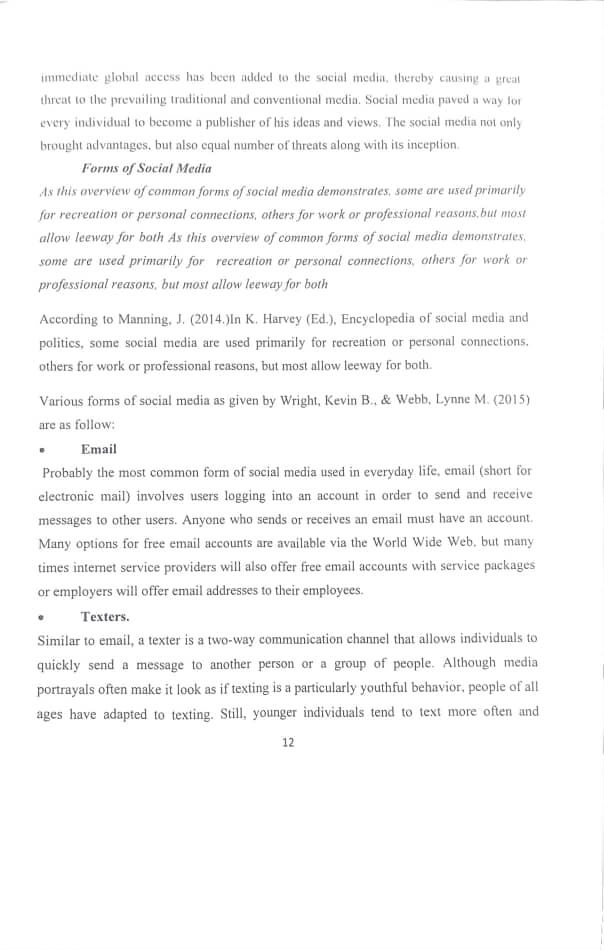 immediate global access has been added to the social media, thereby causing a great
threat to the prevailing traditional and conventional media. Social media paved a way for
every individual to become a publisher of his ideas and views. The social media not only
brought advantages, but also equal number of threats along with its inception.
Forms of Social Media
As this overview of common forms of social media demonstrates, some are used primarily
for recreation or personal connections, others for work or professional reasons,but most
allow leeway for both As this overview of common forms of social media demonstrates,
some are used primarily for recreation or personal connections, others for work or
professional reasons, but most allow leeway for both
According to Manning, J. (2014.)In K. Harvey (Ed.), Encyclopedia of social media and
politics, some social media are used primarily for recreation or personal connections,
others for work or professional reasons, but most allow leeway for both.
Various forms of social media as given by Wright, Kevin B., & Webb, Lynne M. (2015)
are as follow:
• Email
Probably the most common form of social media used in everyday life, email (short for
electronic mail) involves users logging into an account in order to send and receive
messages to other users. Anyone who sends or receives an email must have an account.
Many options for free email accounts are available via the World Wide Web, but many
times internet service providers will also offer free email accounts with service packages
or employers will offer email addresses to their employees.
• Texters.
Similar to email, a texter is a two-way communication channel that allows individuals to
quickly send a message to another person or a group of people. Although media
portrayals often make it look as if texting is a particularly youthful behavior, people of all
ages have adapted to texting. Still, younger individuals tend to text more often and
12